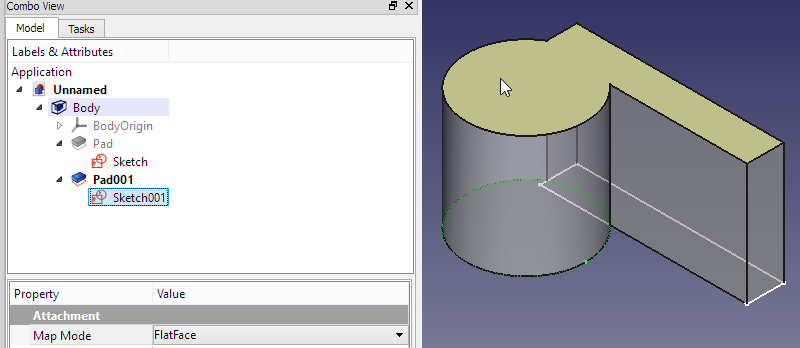 Combo View
Model Tasks
Labels & Attributes
Application
Unnamed
Body
BodyOrigin
Pad
Sketch
Pad001
Sketch001
Property Value
Attachment
Map Mode FlatFace